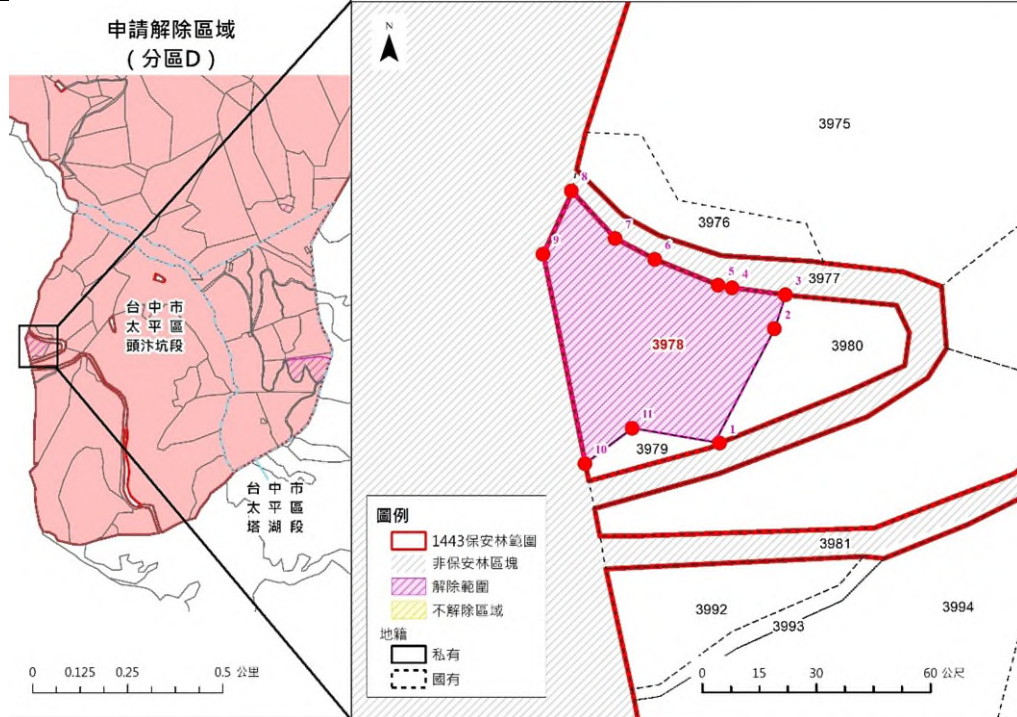 申請解除區域
(分區D)
台中市
太平區
頭汴坑段
台中市
太平區
塔湖段
0 0.125 0.25 0.5 公里
N
3975
8
3976
7
9
6
3977
5 4
3
2
3978
3980
11
1
10
3979
3981
3992
3993
3994
圖例
1443保安林範圍
非保安林區塊
解除範圍
不解除區域
地籍
私有
國有
0 15 30 60 公尺